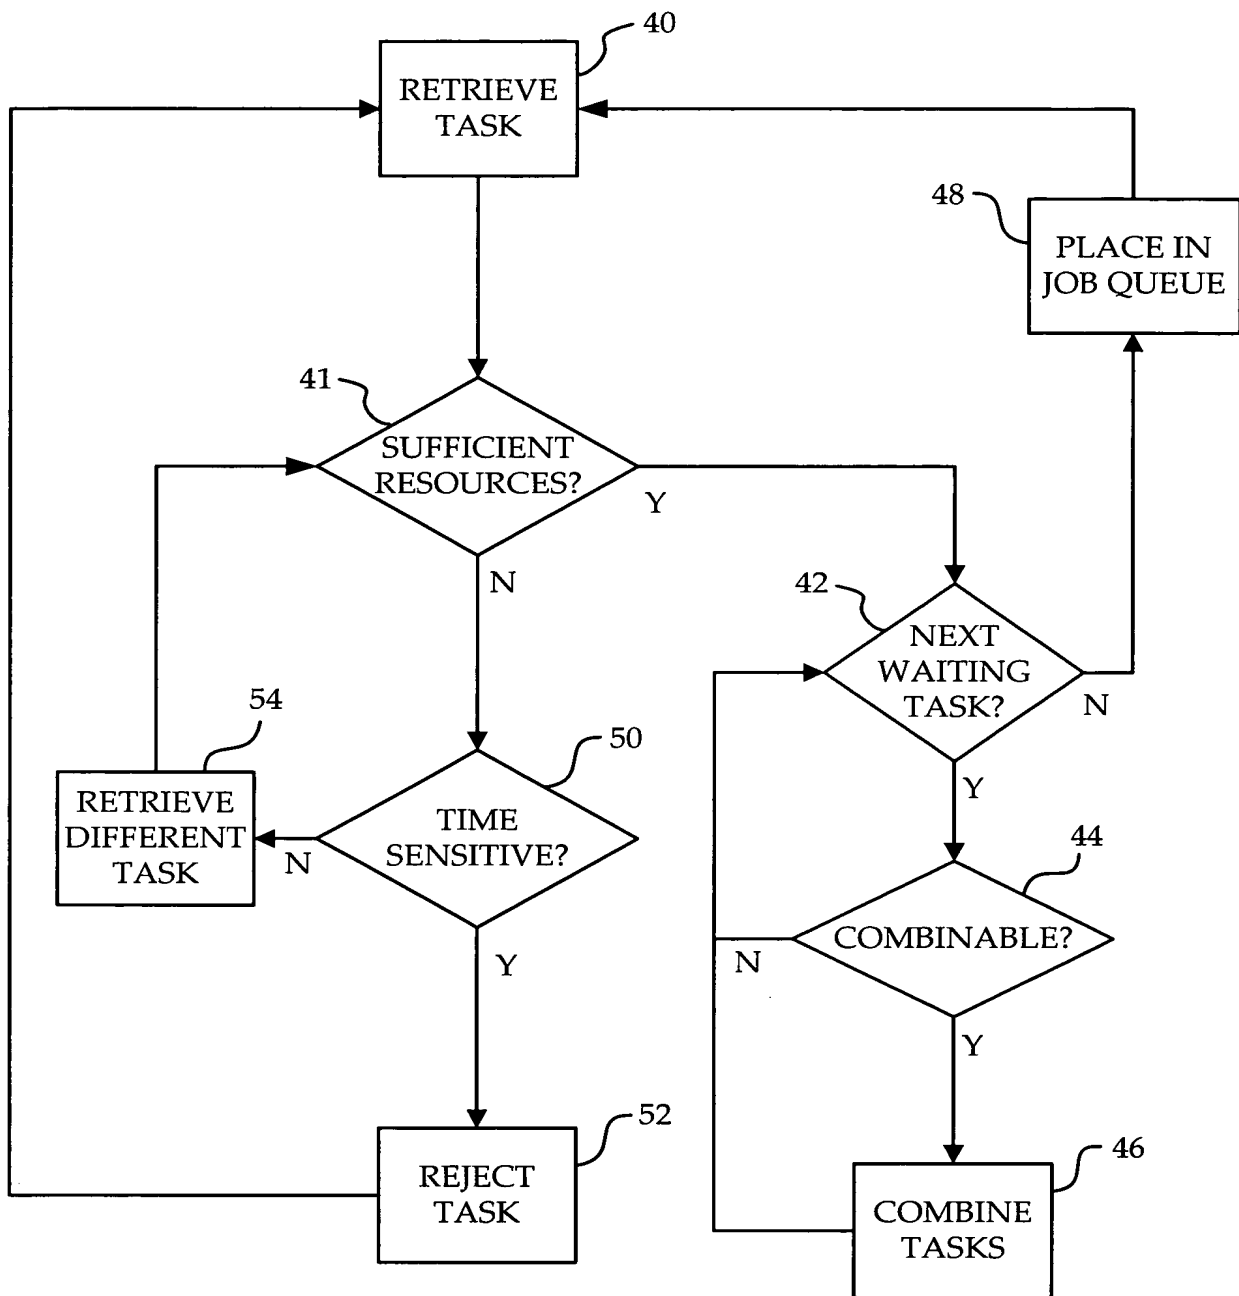 40
RETRIEVE
TASK
48
PLACE IN
JOB QUEUE
41
SUFFICIENT
RESOURCES?
Y
N
42
NEXT
WAITING
TASK?
N
Y
54
RETRIEVE
DIFFERENT
TASK
N
50
TIME
SENSITIVE?
Y
44
COMBINABLE?
N
Y
52
REJECT
TASK
46
COMBINE
TASKS